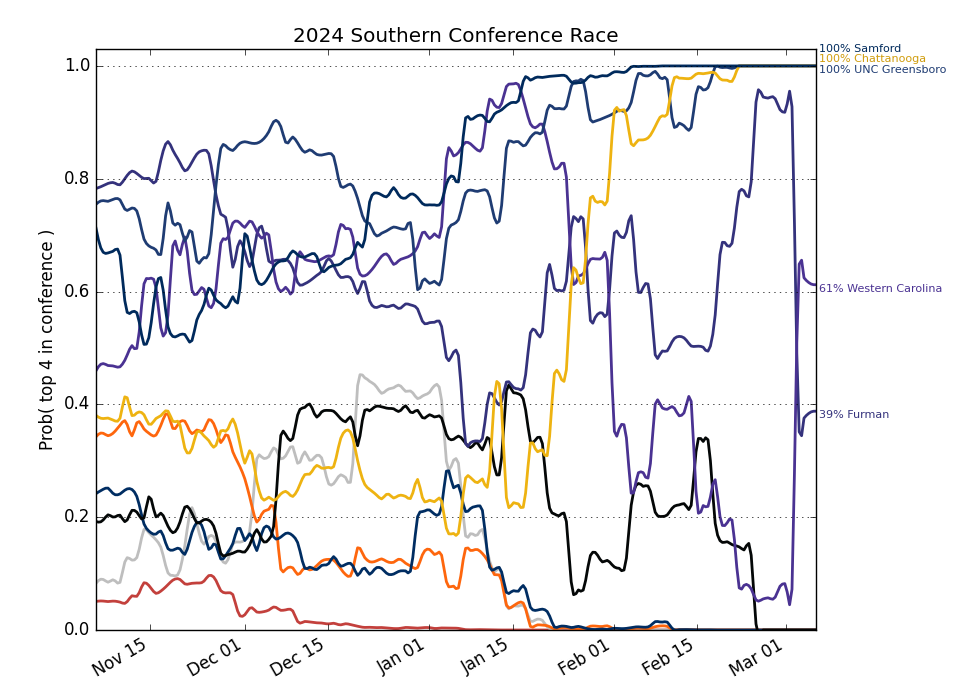 2024 Southern Conference Race
100% Samford
100% Chattanooga
100% UNC Greensboro
61% Western Carolina
39% Furman
Prob( top 4 in conference )
1.0
0.8
0.6
0.4
0.2
0.0
Nov 15
Dec 01
Dec 15
Jan 01
Jan 15
Feb 01
Feb 15
Mar 01